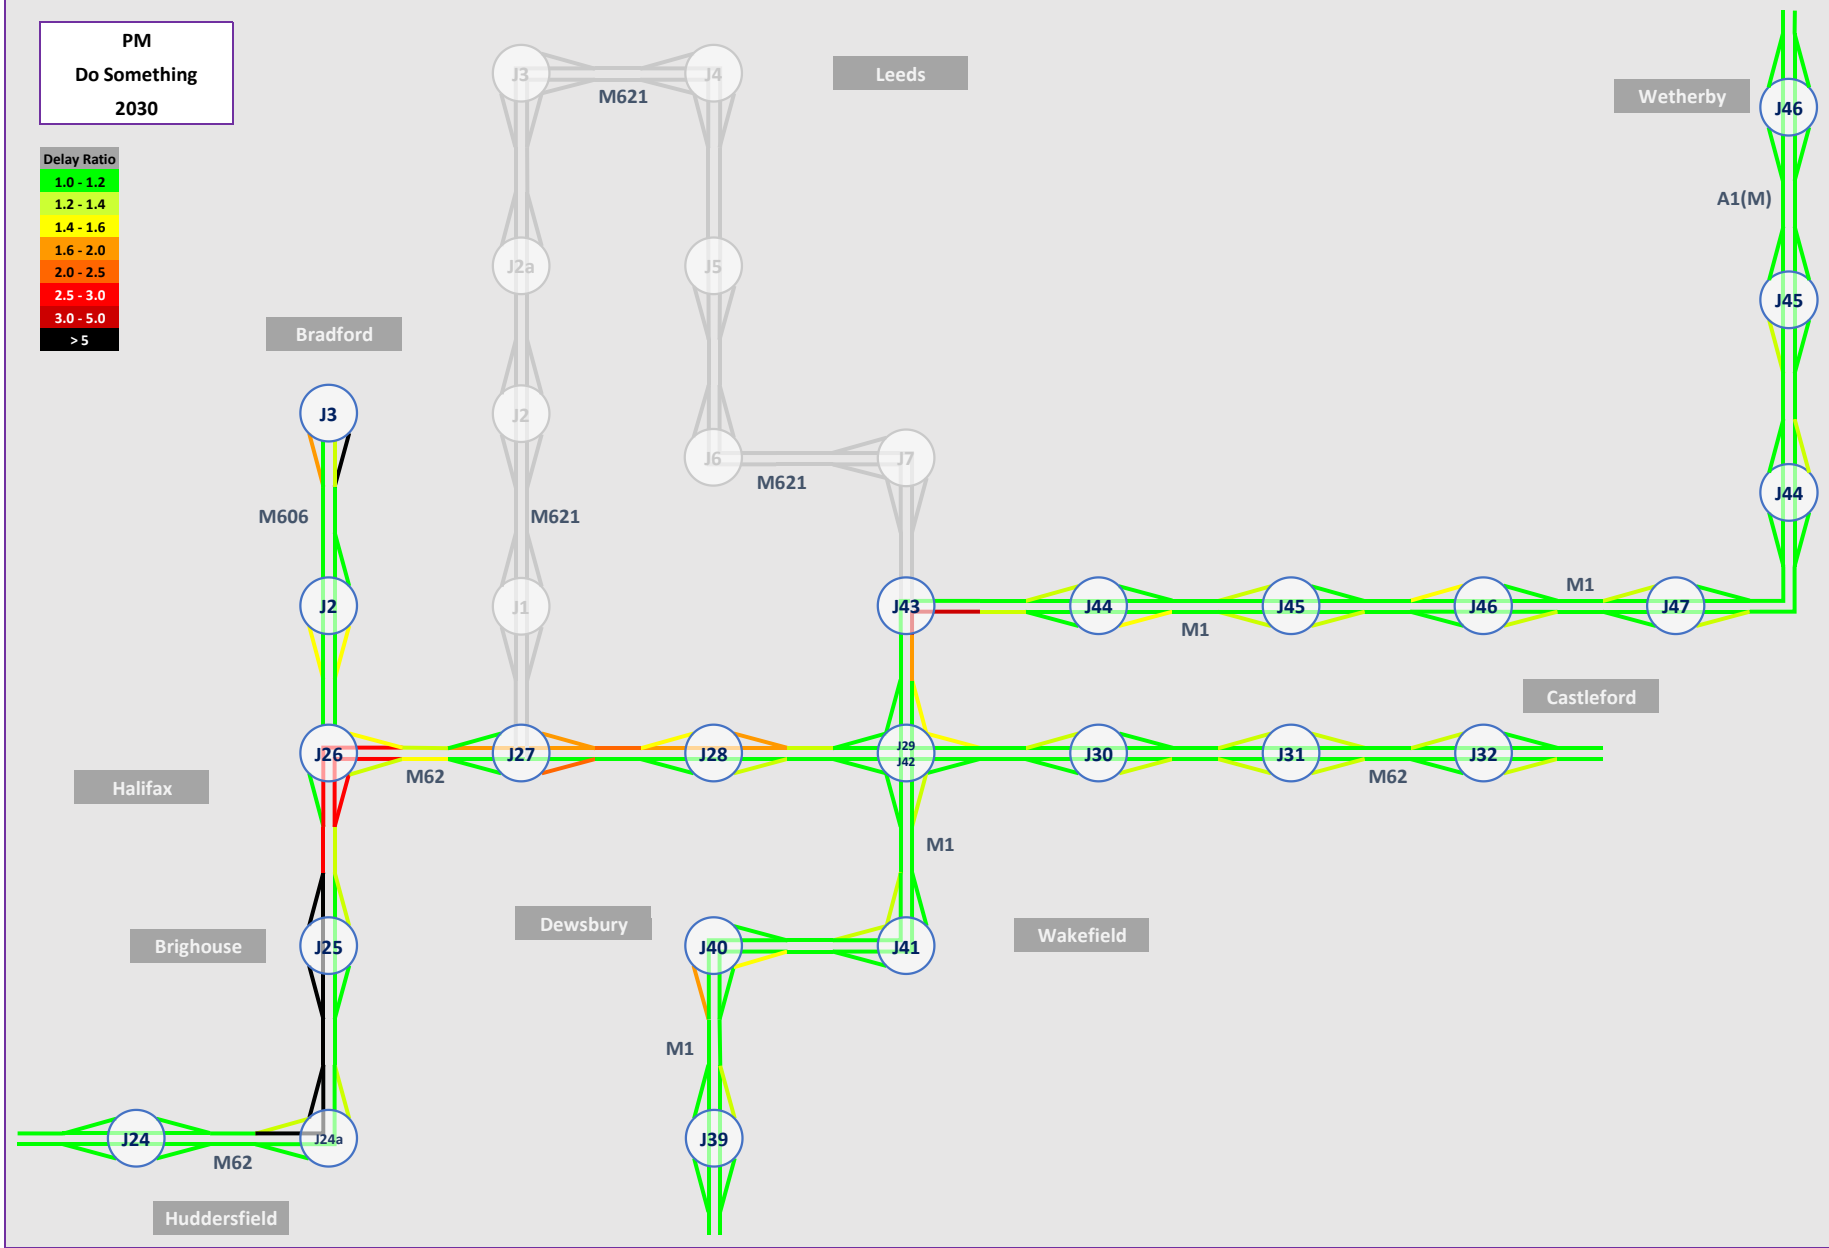 PM
Do Something
2030
Delay Ratio
1.0 - 1.2
1.2 - 1.4
1.4 - 1.6
1.6 - 2.0
2.0 - 2.5
2.5 - 3.0
3.0 - 5.0
> 5
J3
J4
M621
Leeds
Wetherby
J46
A1(M)
J2a
J5
J45
Bradford
J3
J2
J6
J7
M621
J44
M606
M621
J2
J1
J43
J44
M1
J45
J46
M1
J47
Castleford
J26
M62
J27
J28
J29
J42
J30
J31
M62
J32
Halifax
M1
Brighouse
J25
Dewsbury
J40
J41
Wakefield
M1
J24
M62
J24a
J39
Huddersfield